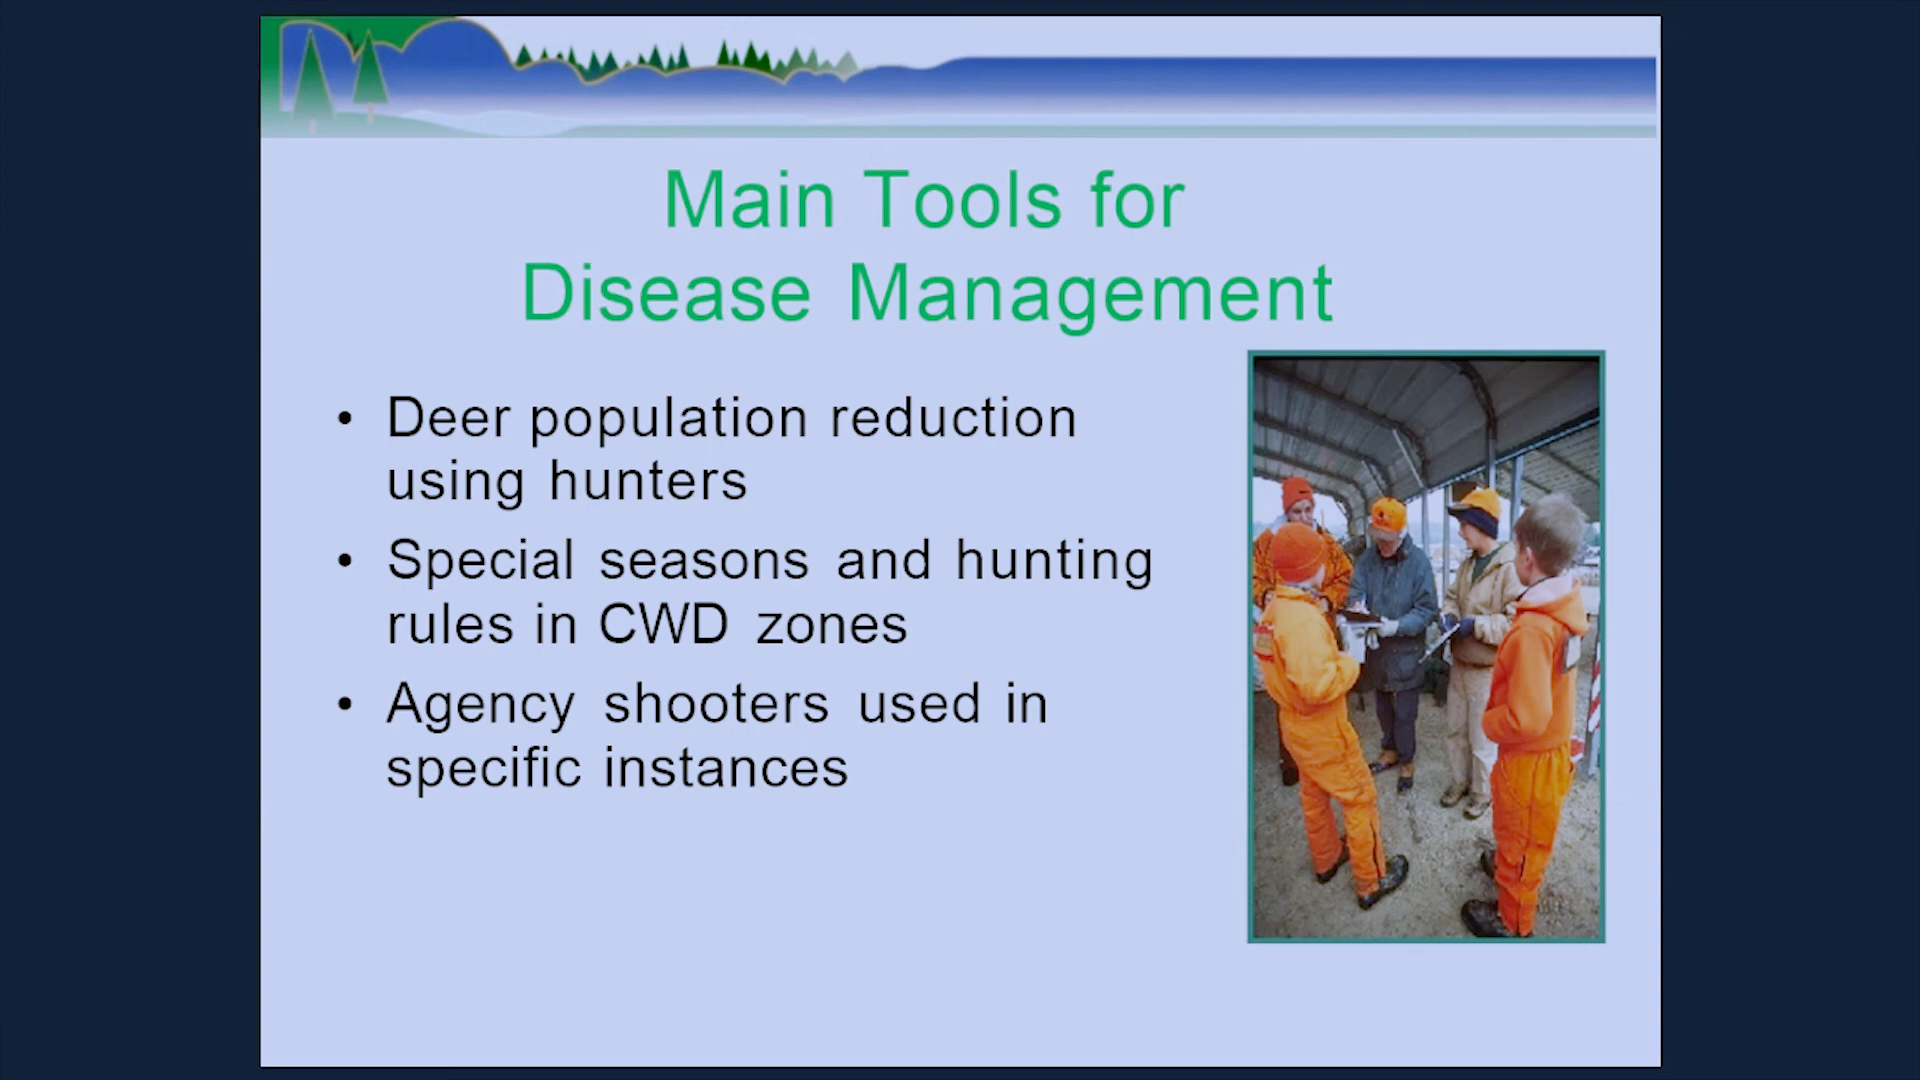 Main Tools for
Disease Management
• Deer population reduction
using hunters
• Special seasons and hunting
rules in CWD zones
• Agency shooters used in
specific instances